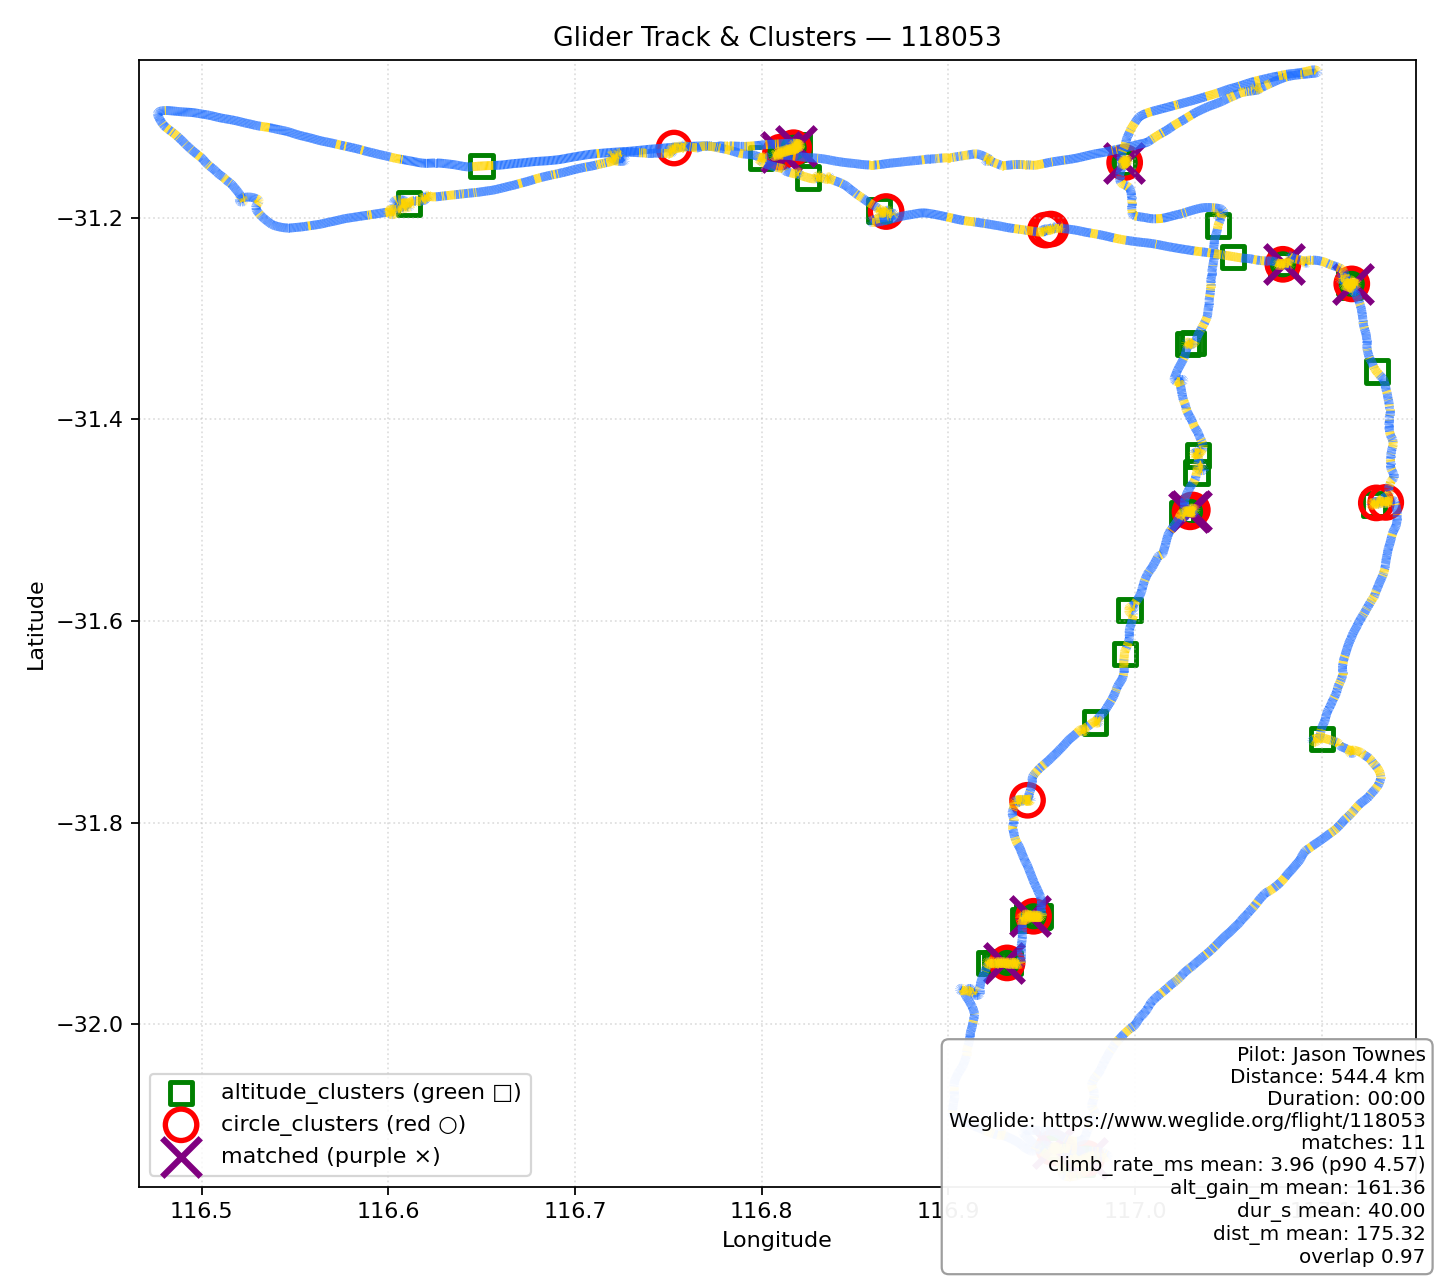 Glider Track & Clusters — 118053
Latitude
−31.2
−31.4
−31.6
−31.8
−32.0
altitude_clusters (green □)
circle_clusters (red ○)
matched (purple ×)
Pilot: Jason Townes
Distance: 544.4 km
Duration: 00:00
Weglide: https://www.weglide.org/flight/118053
matches: 11
climb_rate_ms mean: 3.96 (p90 4.57)
alt_gain_m mean: 161.36
dur_s mean: 40.00
dist_m mean: 175.32
overlap 0.97
116.5 116.6 116.7 116.8 116.9 117.0
Longitude